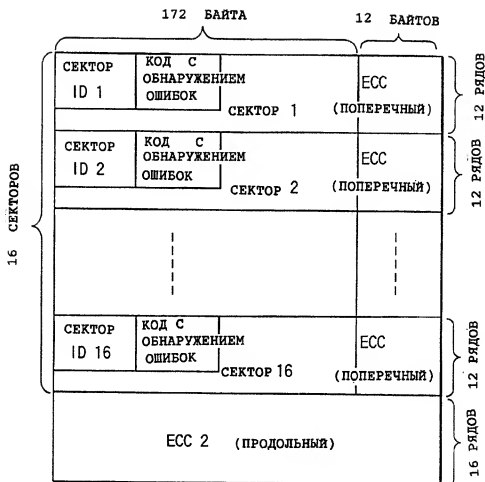 172 БАЙТА
12 БАЙТОВ
СЕКТОР
ID 1
КОД С
ОБНАРУЖЕНИЕМ
ОШИБОК
СЕКТОР 1
ECC
(ПОПЕРЕЧНЫЙ)
12 РЯДОВ
СЕКТОР
ID 2
КОД С
ОБНАРУЖЕНИЕМ
ОШИБОК
СЕКТОР 2
ECC
(ПОПЕРЕЧНЫЙ)
12 РЯДОВ
16 СЕКТОРОВ
СЕКТОР
ID 16
КОД С
ОБНАРУЖЕНИЕМ
ОШИБОК
СЕКТОР 16
ECC
(ПОПЕРЕЧНЫЙ)
12 РЯДОВ
ECC 2 (ПРОДОЛЬНЫЙ)
16 РЯДОВ